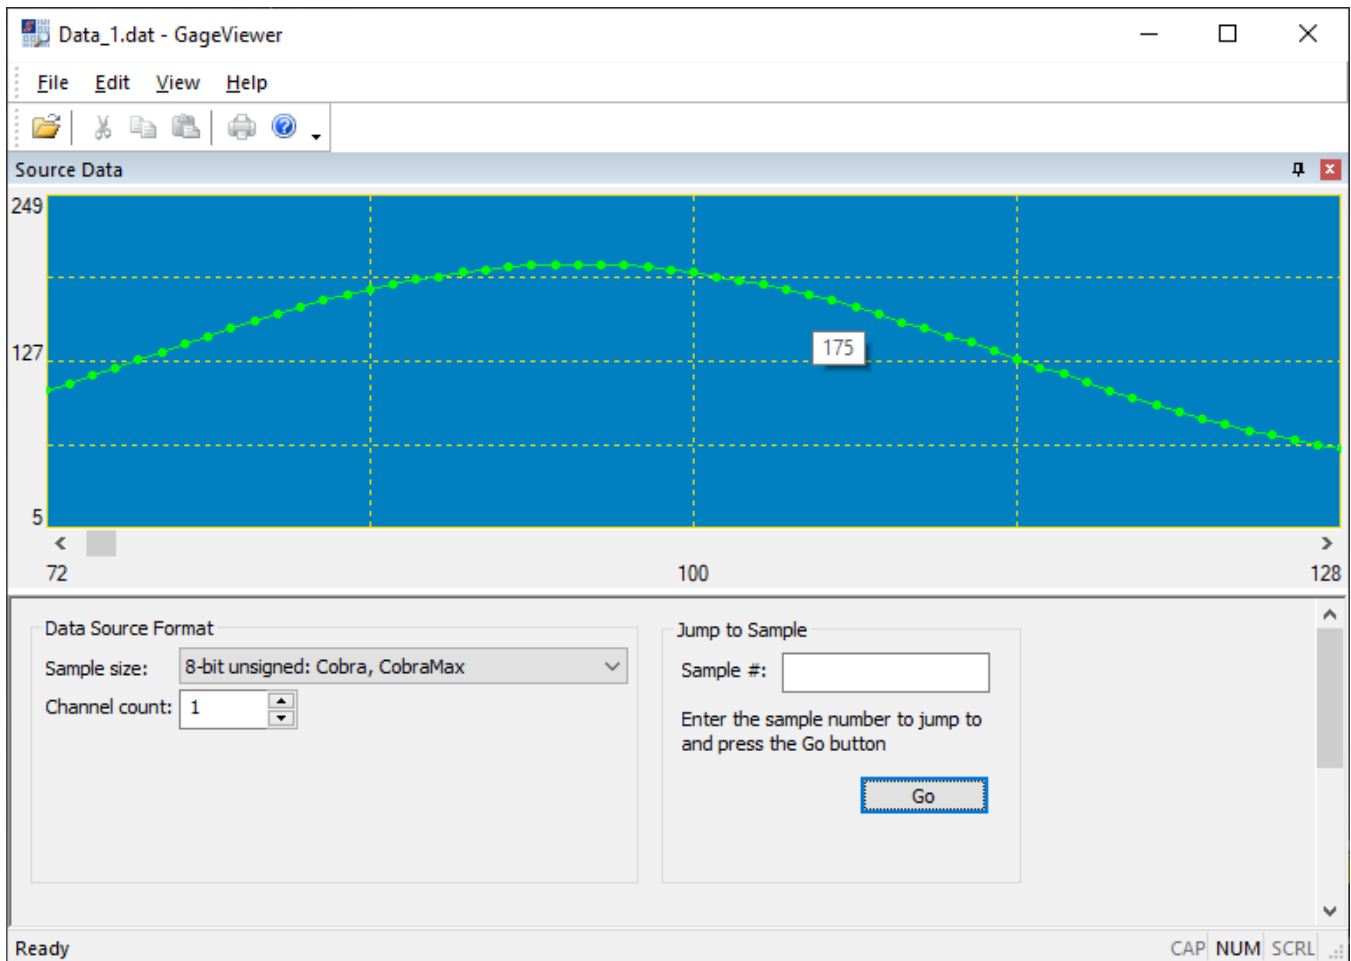 Data_1.dat - GageViewer
File Edit View Help
Source Data
249
127
175
5
72 100 128
Data Source Format
Sample size: 8-bit unsigned: Cobra, CobraMax
Channel count: 1
Jump to Sample
Sample #:
Enter the sample number to jump to
and press the Go button
Go
Ready CAP NUM SCRL